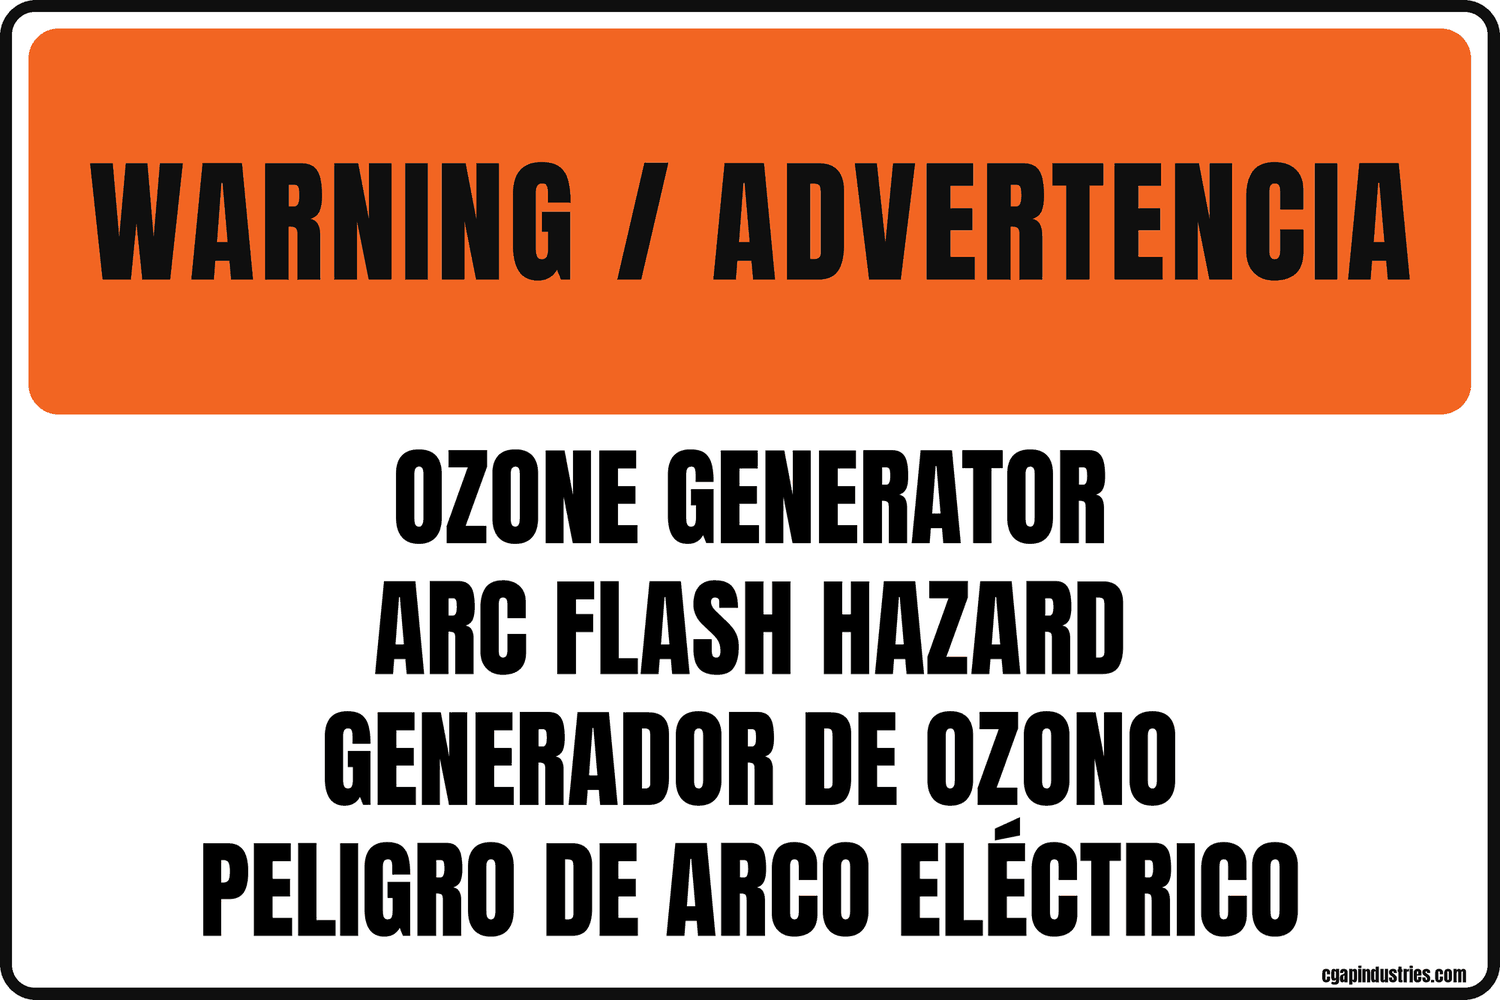 WARNING / ADVERTENCIA
OZONE GENERATOR
ARC FLASH HAZARD
GENERADOR DE OZONO
PELIGRO DE ARCO ELÉCTRICO
cgapindustries.com